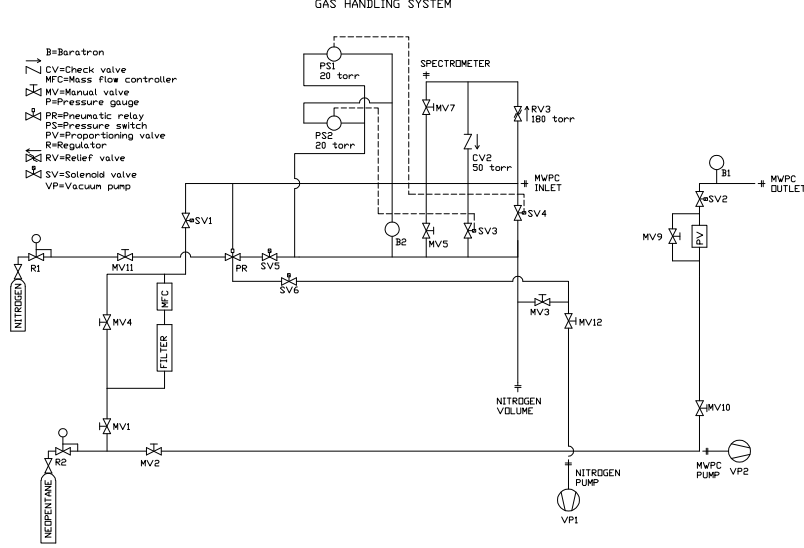 GAS HANDLING SYSTEM
B=Baratron
CV=Check valve
MFC=Mass flow controller
MV=Manual valve
P=Pressure gauge
PR=Pneumatic relay
PS=Pressure switch
PV=Proportioning valve
R=Regulator
RV=Relief valve
SV=Solenoid valve
VP=Vacuum pump
PS1
20 torr
PS2
20 torr
SPECTROMETER
MV7
RV3
180 torr
CV2
50 torr
MWPC
INLET
B1
MWPC
OUTLET
SV1
SV2
SV4
SV3
MV5
B2
MV9
PV
R1
MV11
PR
SV5
SV6
NITROGEN
MFC
MV3
MV12
MV4
FILTER
NITROGEN
VOLUME
MV10
MV1
R2
MV2
MWPC
PUMP
VP2
NITROGEN
PUMP
VP1
NEOPENTANE